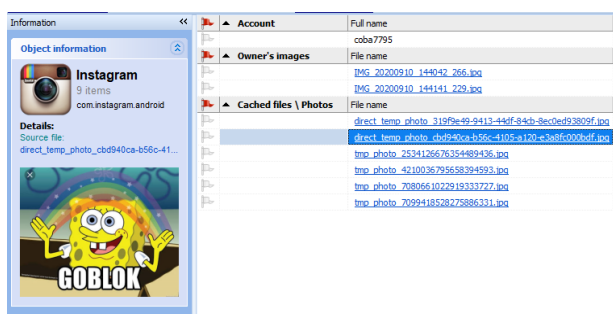 Information «
Object information
Instagram
9 items
com.instagram.android
Details:
Source file:
direct_temp_photo_cbd940ca-b56c-41...
GOBLOK
Account Full name
coba7795
Owner's images File name
IMG_20200910_144042_266.jpg
IMG_20200910_144141_229.jpg
Cached files \ Photos File name
direct_temp_photo_319f9e49-9413-44df-84cb-8ec0ed93809f.jpg
direct_temp_photo_cbd940ca-b56c-4105-a120-e3a8fc000bdf.jpg
tmp_photo_2534126676354489436.jpg
tmp_photo_4210036795658394593.jpg
tmp_photo_7080661022919333727.jpg
tmp_photo_7099418528275886331.jpg